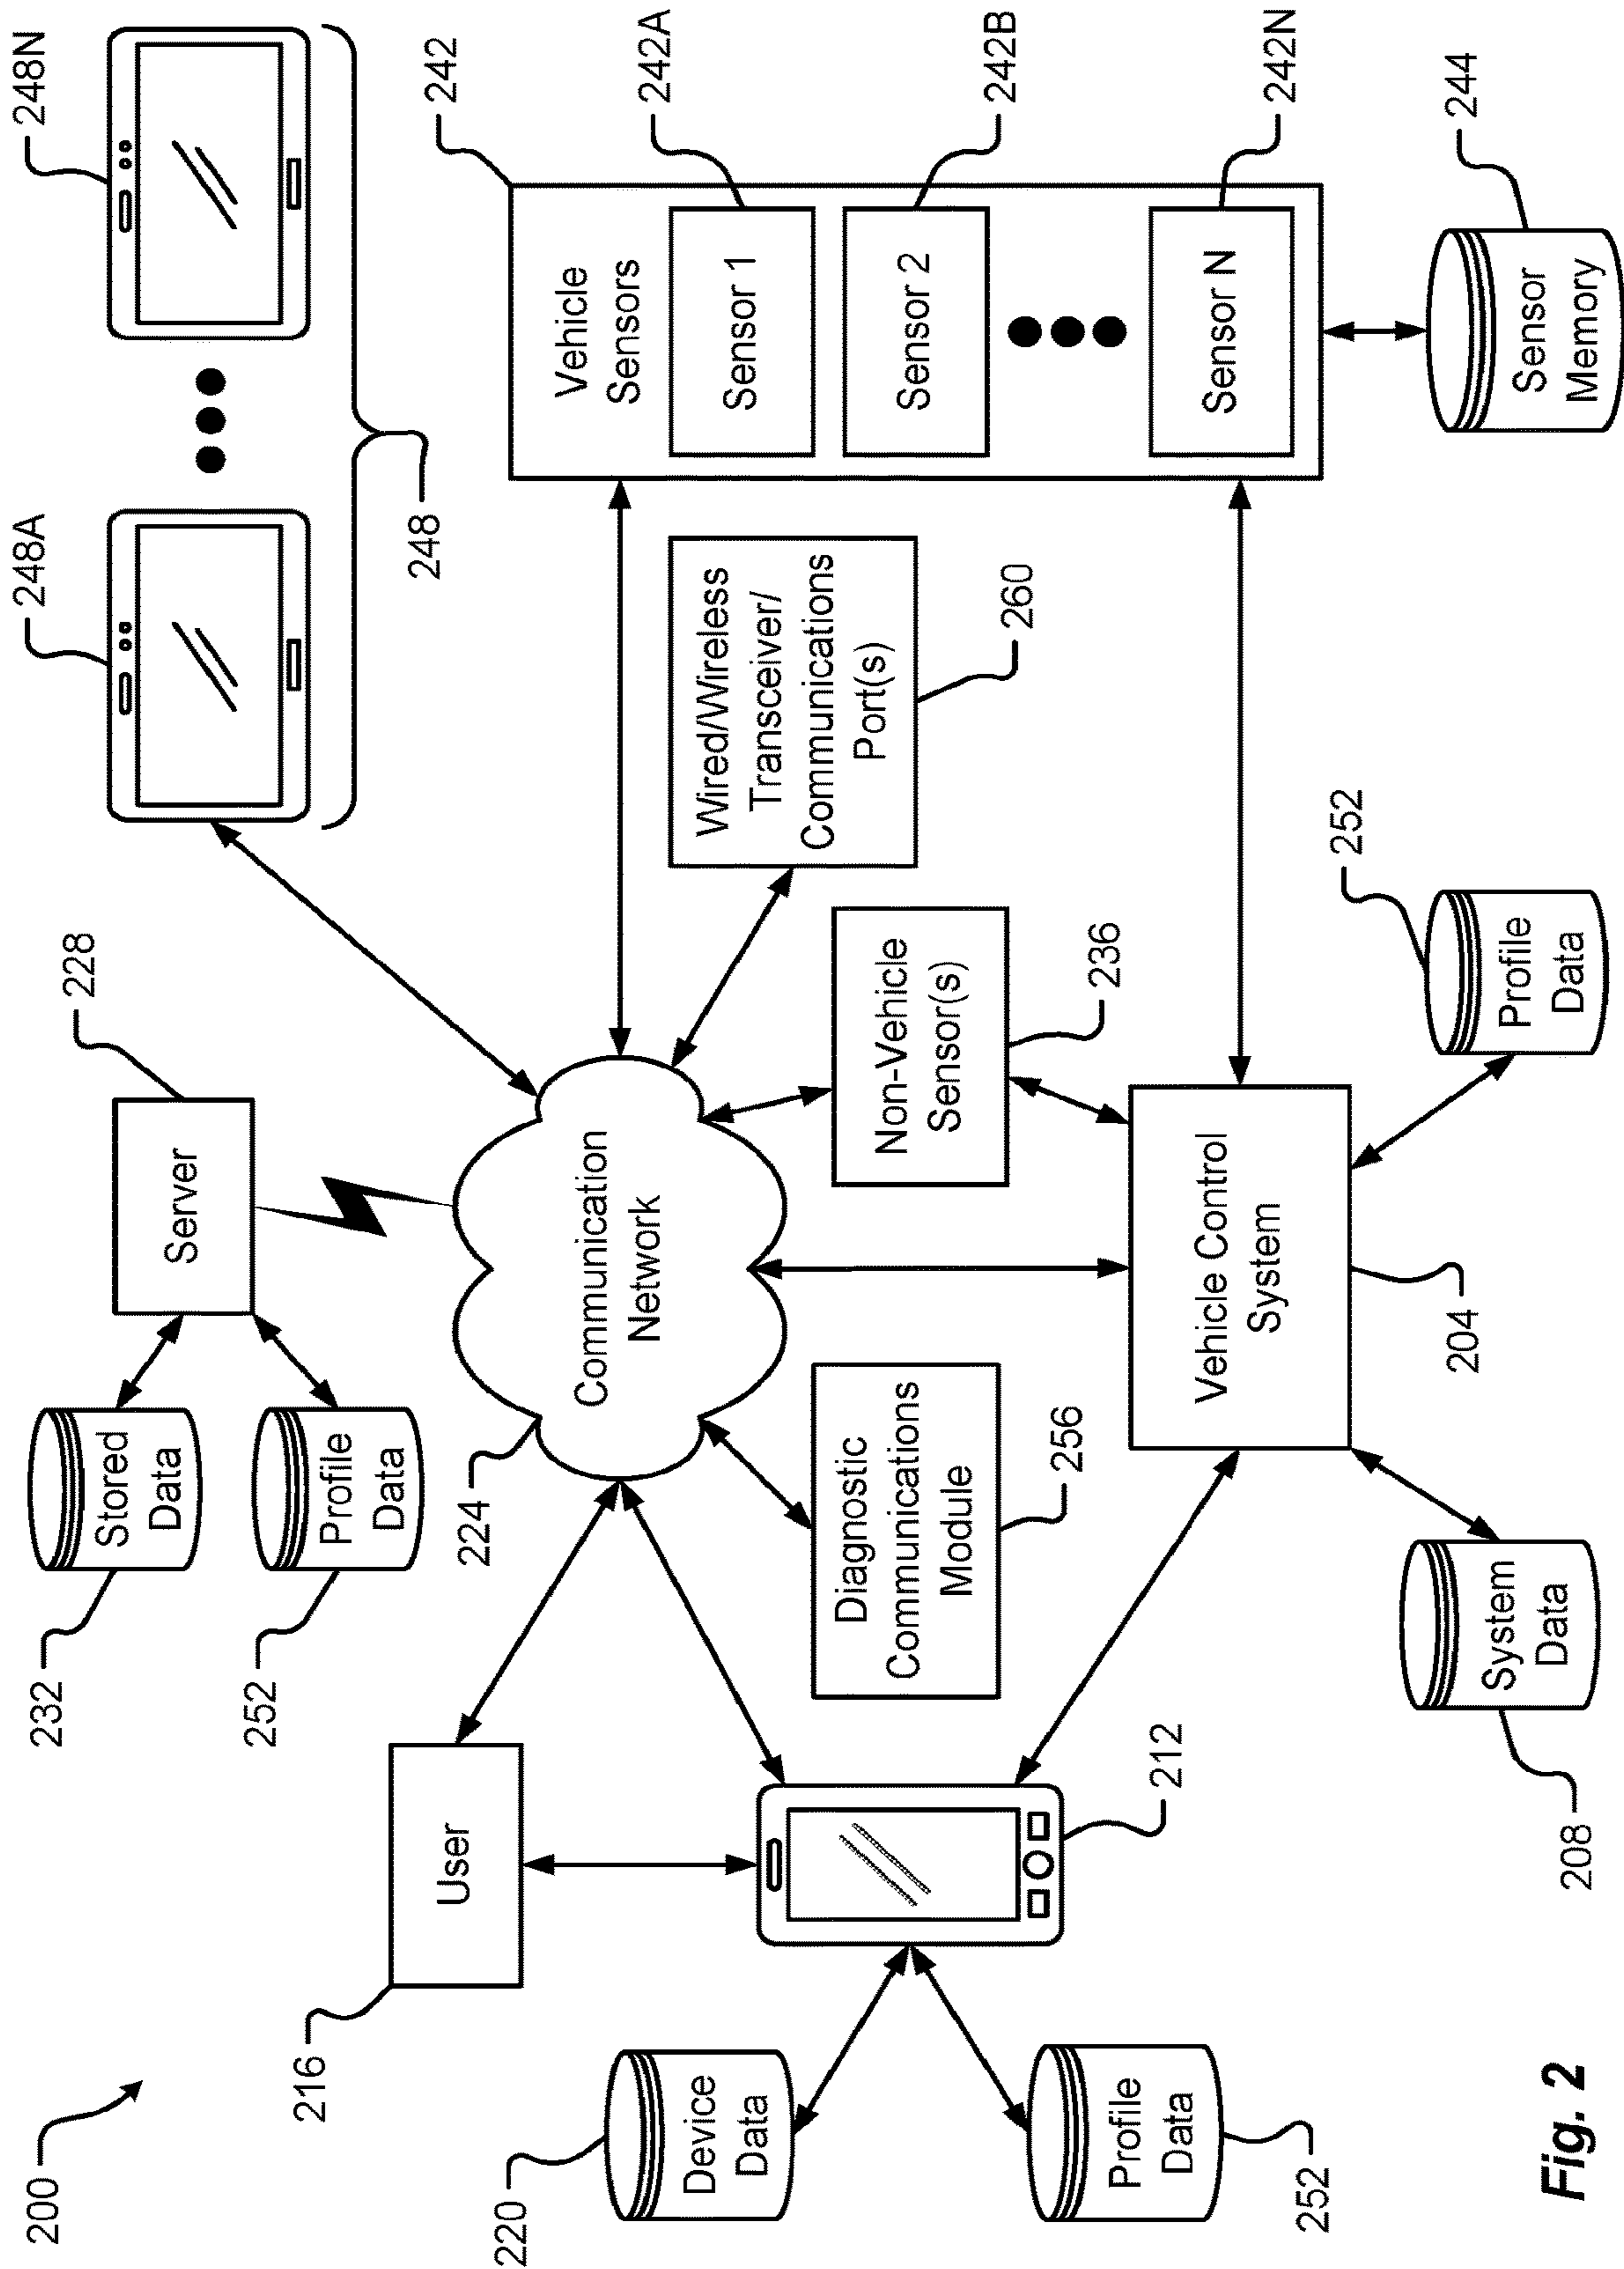 200
216
User
232
Stored
Data
252
Profile
Data
Server
228
248A
248N
248
224
Communication
Network
220
Device
Data
252
Profile
Data
212
Diagnostic
Communications
Module
256
Non-Vehicle
Sensor(s)
236
Wired/Wireless
Transceiver/
Communications
Port(s)
260
242
Vehicle
Sensors
Sensor 1
242A
Sensor 2
242B
Sensor N
242N
Vehicle Control
System
204
System
Data
208
Profile
Data
252
Sensor
Memory
244
Fig. 2